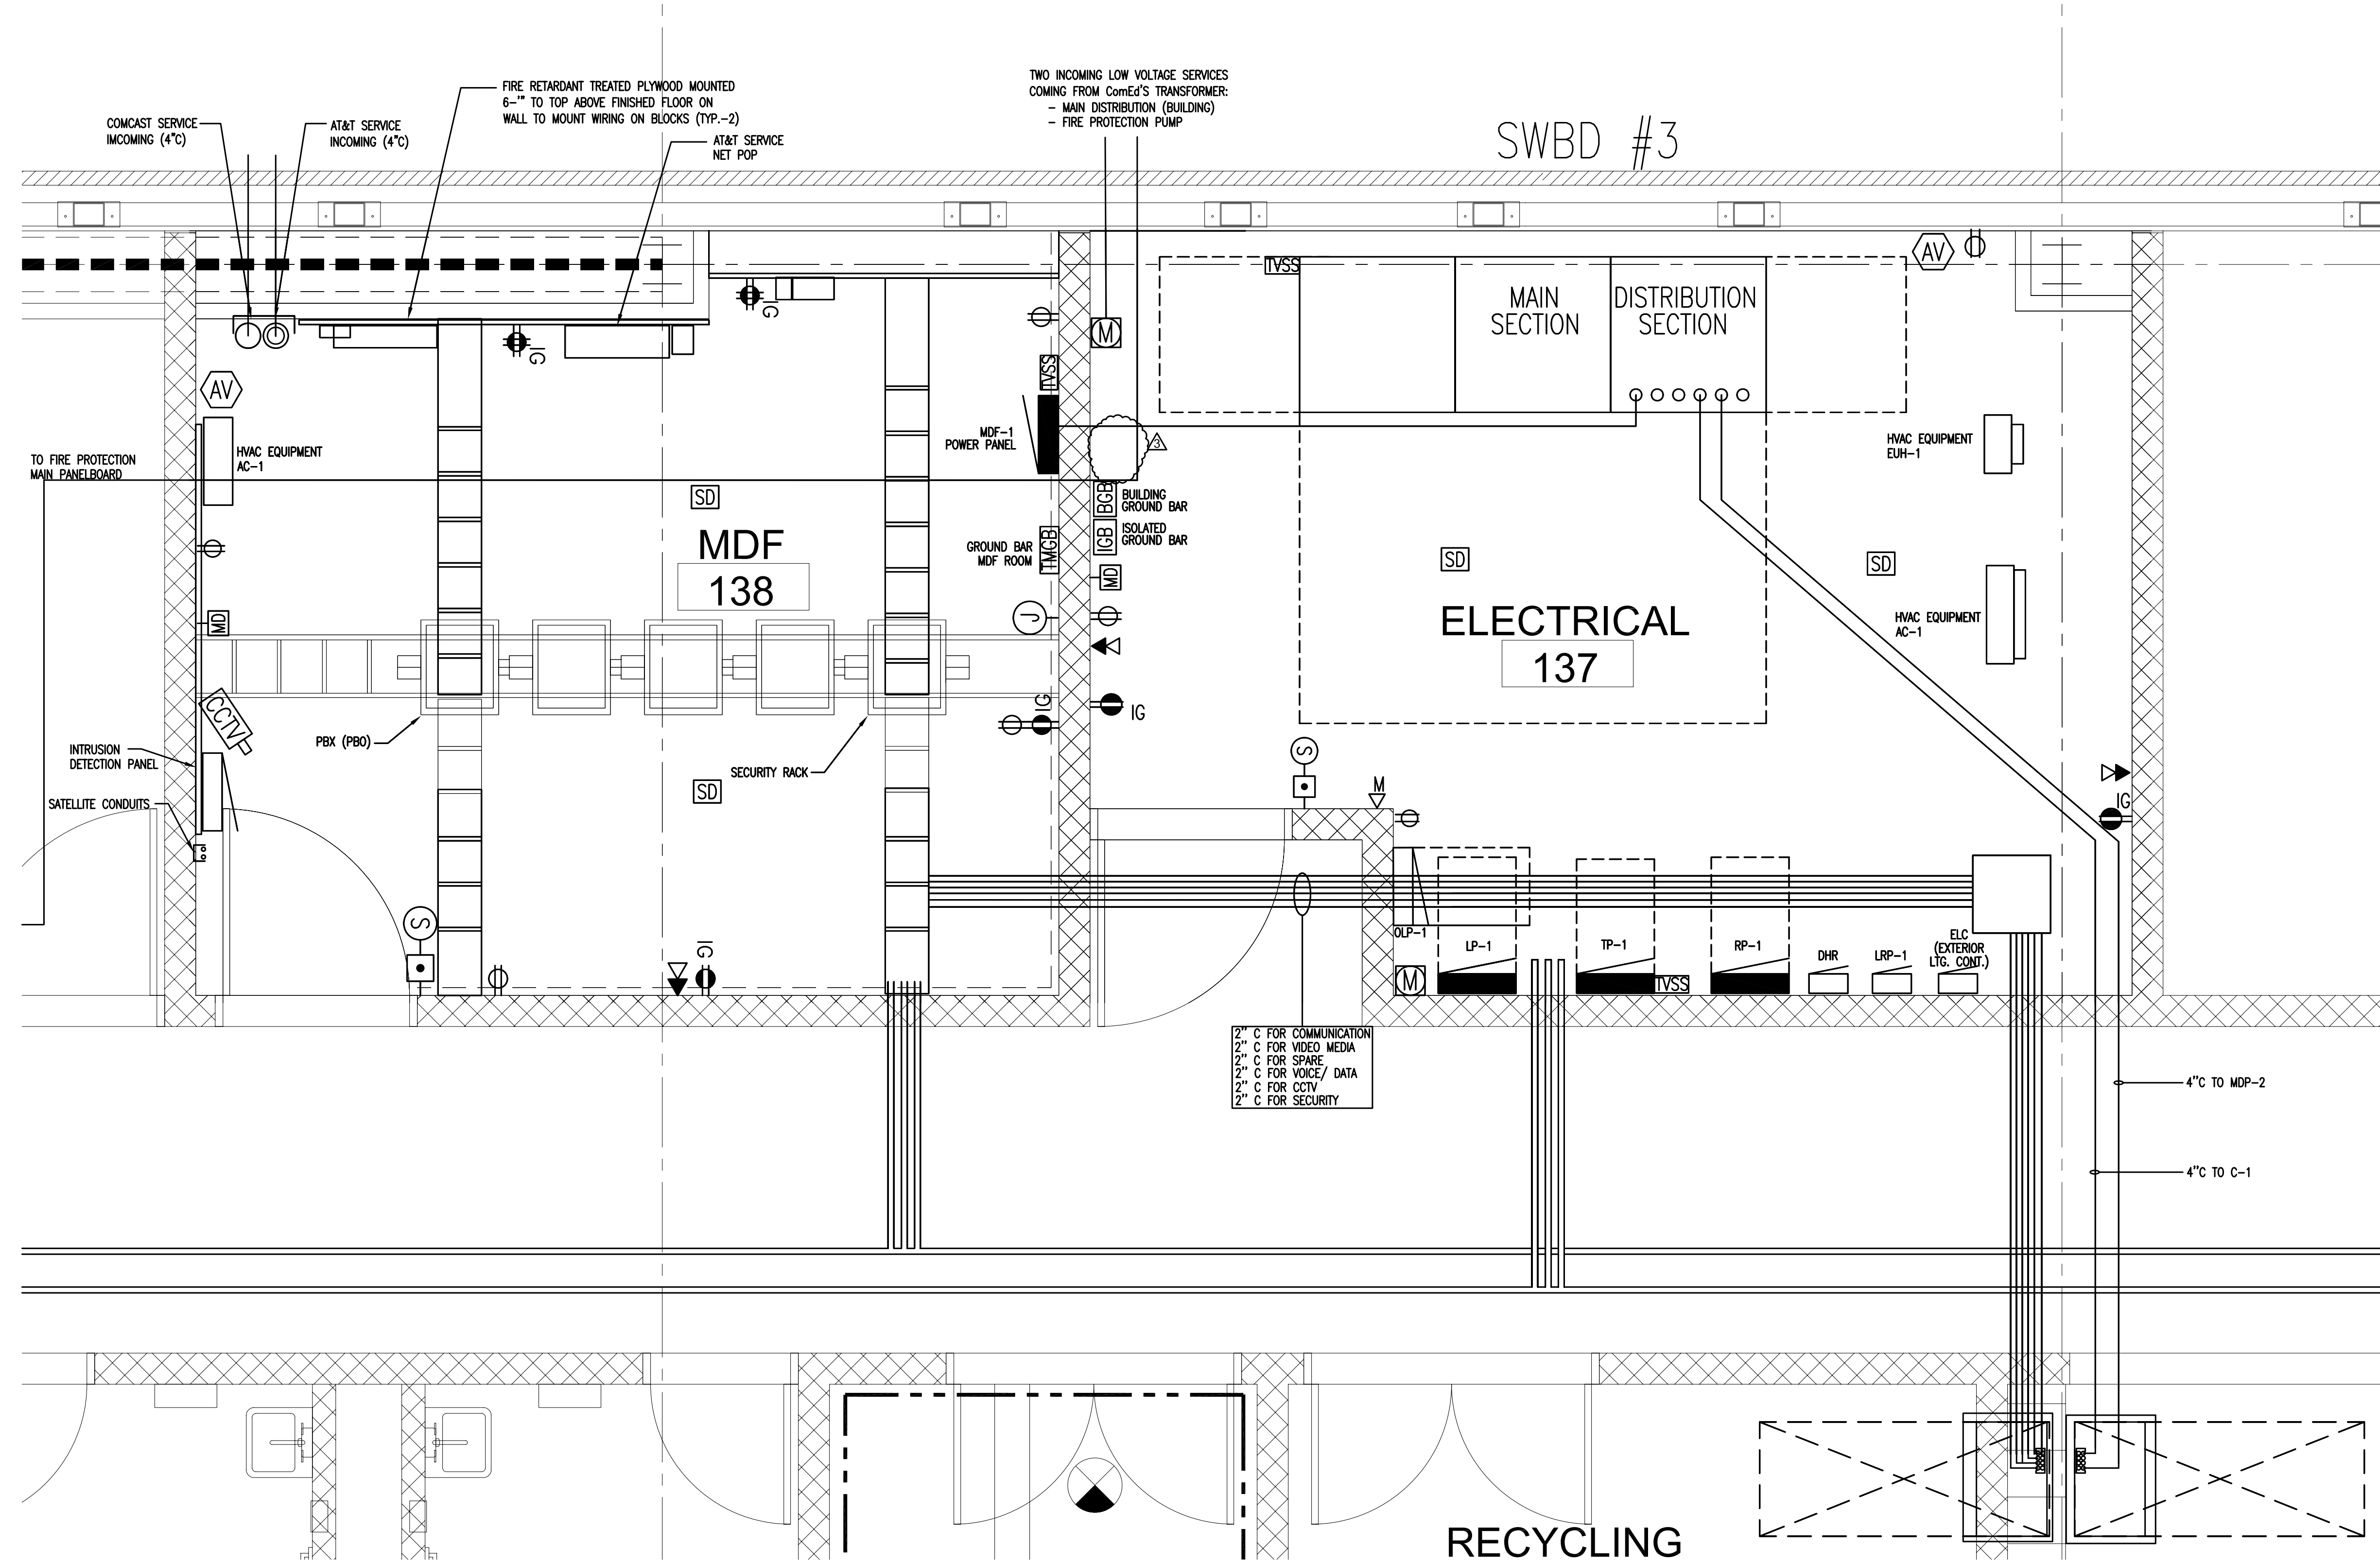 FIRE RETARDANT TREATED PLYWOOD MOUNTED
6-'" TO TOP ABOVE FINISHED FLOOR ON
WALL TO MOUNT WIRING ON BLOCKS (TYP.-2)
TWO INCOMING LOW VOLTAGE SERVICES
COMING FROM ComEd'S TRANSFORMER:
- MAIN DISTRIBUTION (BUILDING)
- FIRE PROTECTION PUMP
COMCAST SERVICE
IMCOMING (4"C)
AT&T SERVICE
INCOMING (4"C)
AT&T SERVICE
NET POP
SWBD #3
AV
TVSS
MAIN
SECTION
DISTRIBUTION
SECTION
IG
IG
M
TVSS
AV
MDF-1
POWER PANEL
3
HVAC EQUIPMENT
EUH-1
HVAC EQUIPMENT
AC-1
TO FIRE PROTECTION
MAIN PANELBOARD
SD
BGB
BUILDING
GROUND BAR
IGB
ISOLATED
GROUND BAR
MDF
138
GROUND BAR
MDF ROOM
TMGB
MD
SD
SD
ELECTRICAL
137
HVAC EQUIPMENT
AC-1
MD
J
CCTV
IG
IG
PBX (PBO)
SECURITY RACK
INTRUSION
DETECTION PANEL
SD
SATELLITE CONDUITS
S
M
IG
S
IG
OLP-1
LP-1
TP-1
RP-1
DHR
LRP-1
ELC
(EXTERIOR
LTG. CONT.)
M
TVSS
2" C FOR COMMUNICATION
2" C FOR VIDEO MEDIA
2" C FOR SPARE
2" C FOR VOICE/ DATA
2" C FOR CCTV
2" C FOR SECURITY
4"C TO MDP-2
4"C TO C-1
RECYCLING